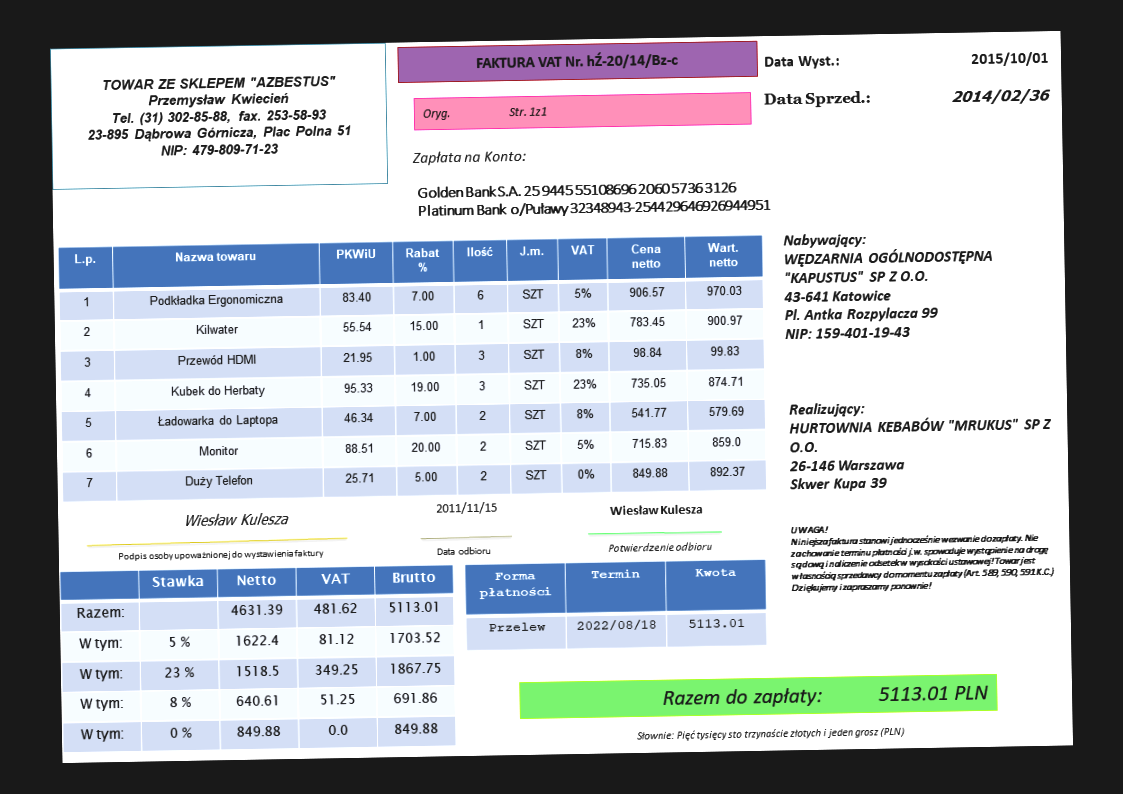 TOWAR ZE SKLEPEM "AZBESTUS"
Przemysław Kwiecień
Tel. (31) 302-85-88, fax. 253-58-93
23-895 Dąbrowa Górnicza, Plac Polna 51
NIP: 479-809-71-23
FAKTURA VAT Nr. hŹ-20/14/Bz-c
Oryg. Str. 1z1
Data Wyst.: 2015/10/01
Data Sprzed.: 2014/02/36
Zapłata na Konto:
Golden Bank S.A. 25 9445 5510 8696 2060 5736 3126
Platinum Bank o/Puławy 32348943-254429646926944951
L.p. Nazwa towaru PKWiU Rabat % Ilość J.m. VAT Cena netto Wart. netto
1 Podkładka Ergonomiczna 83.40 7.00 6 SZT 5% 906.57 970.03
2 Kilwater 55.54 15.00 1 SZT 23% 783.45 900.97
3 Przewód HDMI 21.95 1.00 3 SZT 8% 98.84 99.83
4 Kubek do Herbaty 95.33 19.00 3 SZT 23% 735.05 874.71
5 Ładowarka do Laptopa 46.34 7.00 2 SZT 8% 541.77 579.69
6 Monitor 88.51 20.00 2 SZT 5% 715.83 859.0
7 Duży Telefon 25.71 5.00 2 SZT 0% 849.88 892.37
Nabywający:
WĘDZARNIA OGÓLNODOSTĘPNA
"KAPUSTUS" SP Z O.O.
43-641 Katowice
Pl. Antka Rozpylacza 99
NIP: 159-401-19-43
Realizujący:
HURTOWNIA KEBABÓW "MRUKUS" SP Z
O.O.
26-146 Warszawa
Skwer Kupa 39
Wiesław Kulesza
Podpis osoby upoważnionej do wystawienia faktury
2011/11/15
Data odbioru
Wiesław Kulesza
Potwierdzenie odbioru
UWAGA!
Niniejsza faktura stanowi jednocześnie wezwanie do zapłaty. Nie
zachowanie terminu płatności j.w. spowoduje wystąpienie na drogę
sądową i naliczenie odsetek w wysokości ustawowej! Towar jest
własnością sprzedawcy do momentu zapłaty (Art. 589, 590, 591 K.C.)
Dziękujemy i zapraszamy ponownie!
Stawka Netto VAT Brutto
Razem: 4631.39 481.62 5113.01
W tym: 5 % 1622.4 81.12 1703.52
W tym: 23 % 1518.5 349.25 1867.75
W tym: 8 % 640.61 51.25 691.86
W tym: 0 % 849.88 0.0 849.88
Forma płatności Termin Kwota
Przelew 2022/08/18 5113.01
Razem do zapłaty: 5113.01 PLN
Słownie: Pięć tysięcy sto trzynaście złotych i jeden grosz (PLN)